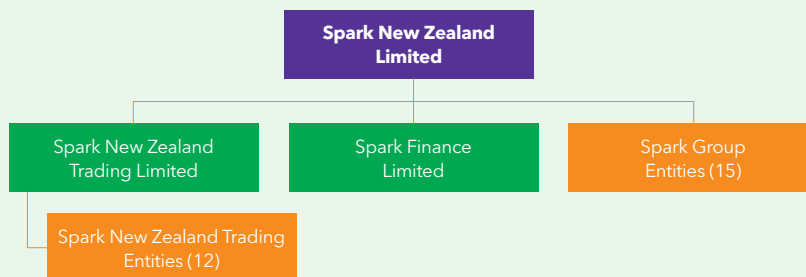 Spark New Zealand
Limited
Spark New Zealand
Trading Limited
Spark Finance
Limited
Spark Group
Entities (15)
Spark New Zealand Trading
Entities (12)